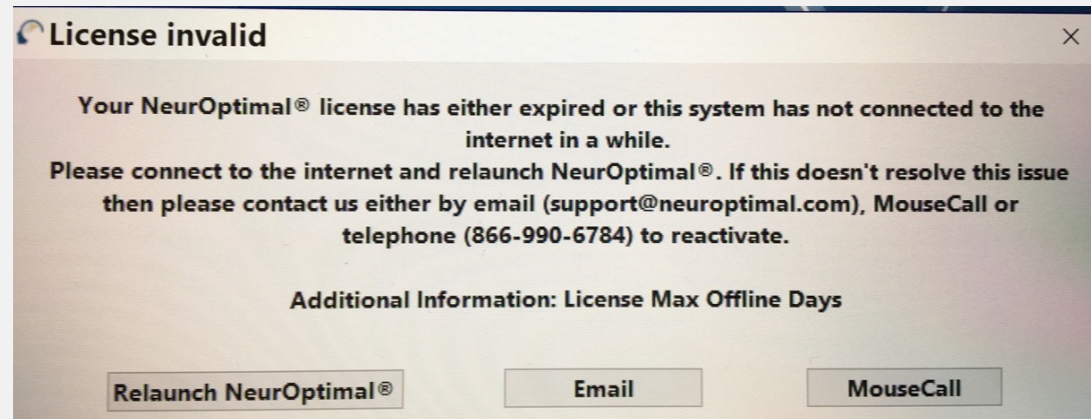 License invalid
Your NeurOptimal® license has either expired or this system has not connected to the
internet in a while.
Please connect to the internet and relaunch NeurOptimal®. If this doesn't resolve this issue
then please contact us either by email (support@neuroptimal.com), MouseCall or
telephone (866-990-6784) to reactivate.
Additional Information: License Max Offline Days
Relaunch NeurOptimal® Email MouseCall